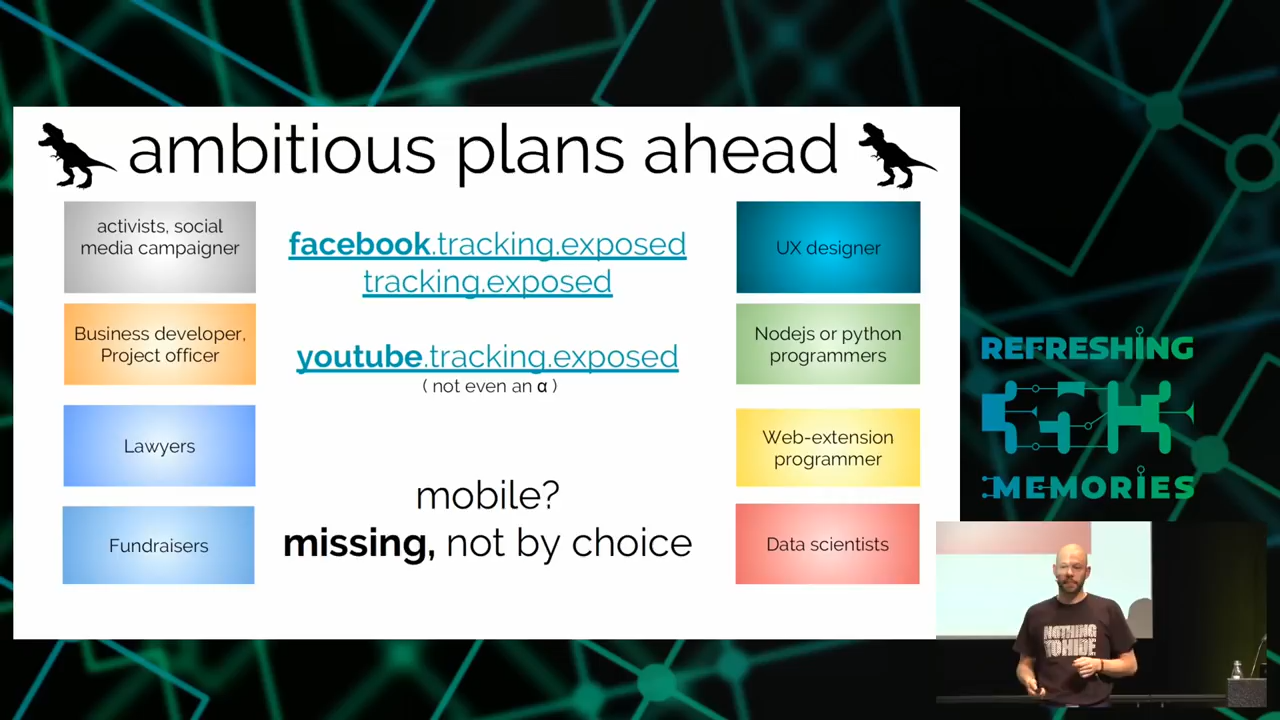 ambitious plans ahead
activists, social
media campaigner
Business developer,
Project officer
Lawyers
Fundraisers
facebook.tracking.exposed
tracking.exposed
youtube.tracking.exposed
( not even an α )
mobile?
missing, not by choice
UX designer
Nodejs or python
programmers
Web-extension
programmer
Data scientists
REFRESHING
35C3
MEMORIES
NOTHING
TO HIDE